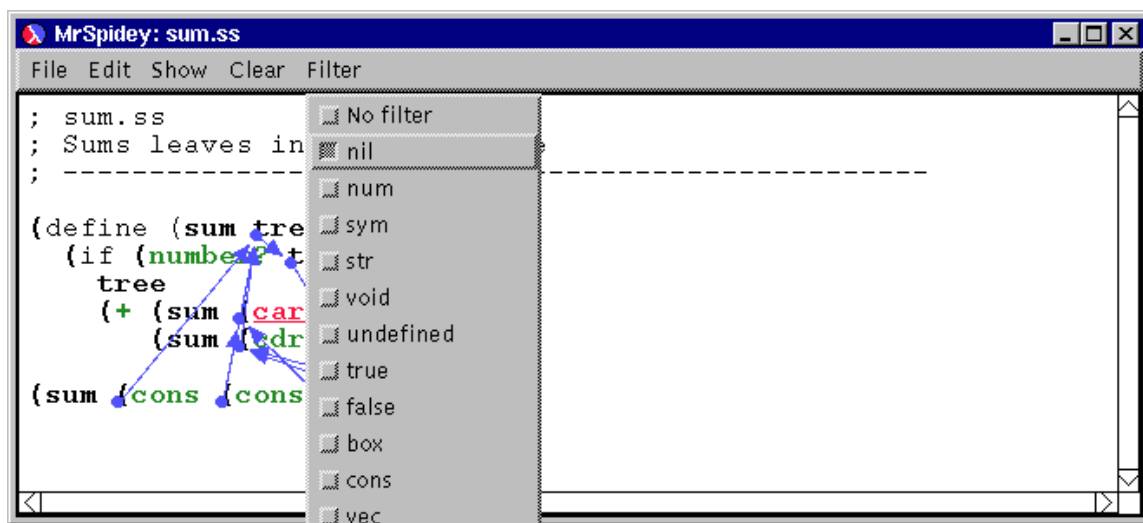 MrSpidey: sum.ss
File Edit Show Clear Filter
; sum.ss
; Sums leaves in
; ------------------------------------------------
(define (sum tre
(if (number? t
tree
(+ (sum (car
(sum (cdr
(sum (cons (cons
No filter
nil
num
sym
str
void
undefined
true
false
box
cons
vec